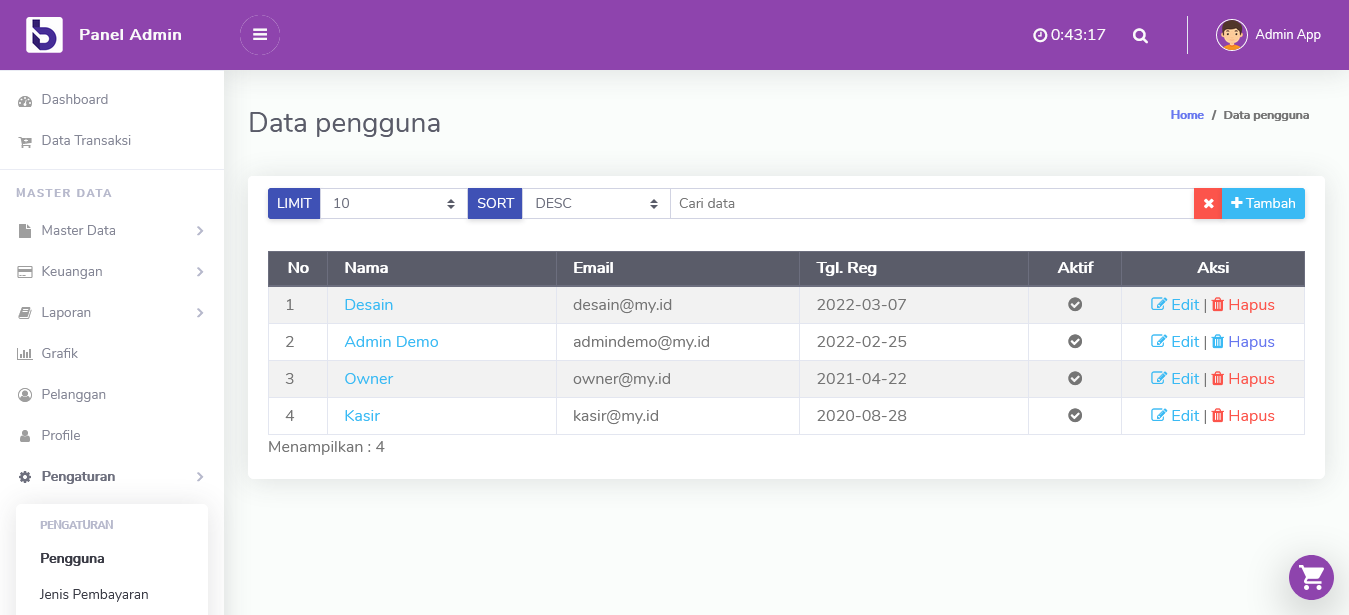 Panel Admin
0:43:17
Admin App
Dashboard
Data Transaksi
MASTER DATA
Master Data
Keuangan
Laporan
Grafik
Pelanggan
Profile
Pengaturan
PENGATURAN
Pengguna
Jenis Pembayaran
Data pengguna
Home / Data pengguna
LIMIT 10 SORT DESC Cari data Tambah
No Nama Email Tgl. Reg Aktif Aksi
1 Desain desain@my.id 2022-03-07 Edit | Hapus
2 Admin Demo admindemo@my.id 2022-02-25 Edit | Hapus
3 Owner owner@my.id 2021-04-22 Edit | Hapus
4 Kasir kasir@my.id 2020-08-28 Edit | Hapus
Menampilkan : 4